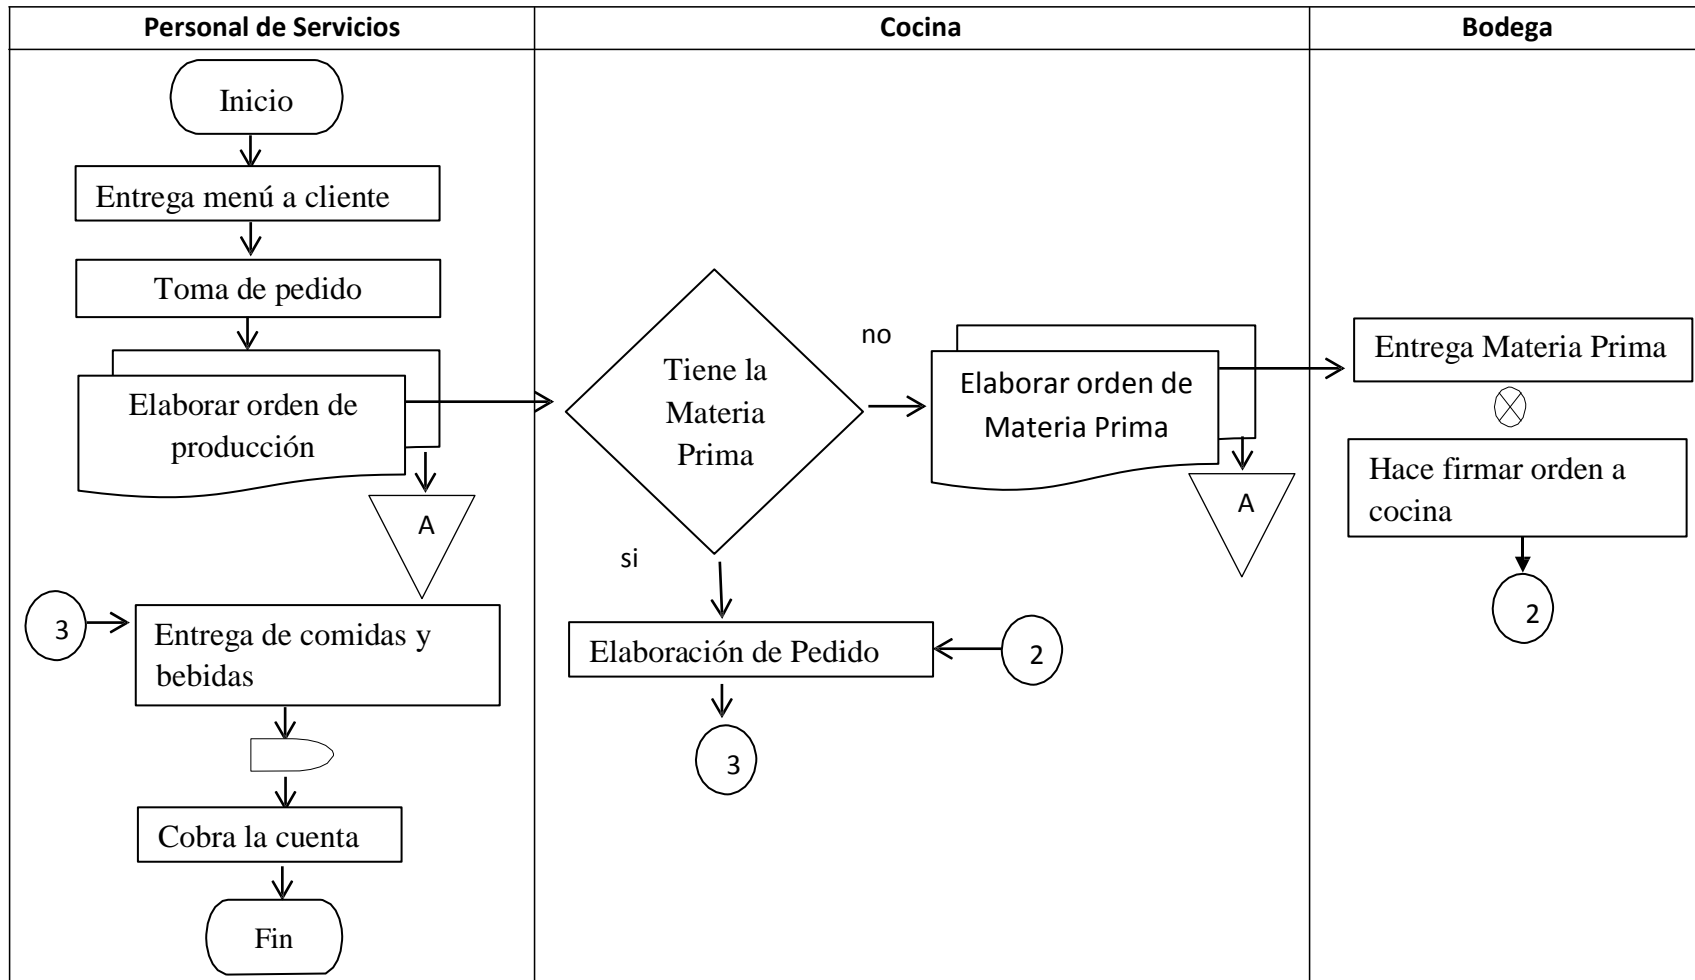 Personal de Servicios
Cocina
Bodega
Inicio
Entrega menú a cliente
Toma de pedido
Elaborar orden de
producción
A
3
Entrega de comidas y
bebidas
Cobra la cuenta
Fin
Tiene la
Materia
Prima
no
si
Elaborar orden de
Materia Prima
A
Elaboración de Pedido
2
3
Entrega Materia Prima
Hace firmar orden a
cocina
2